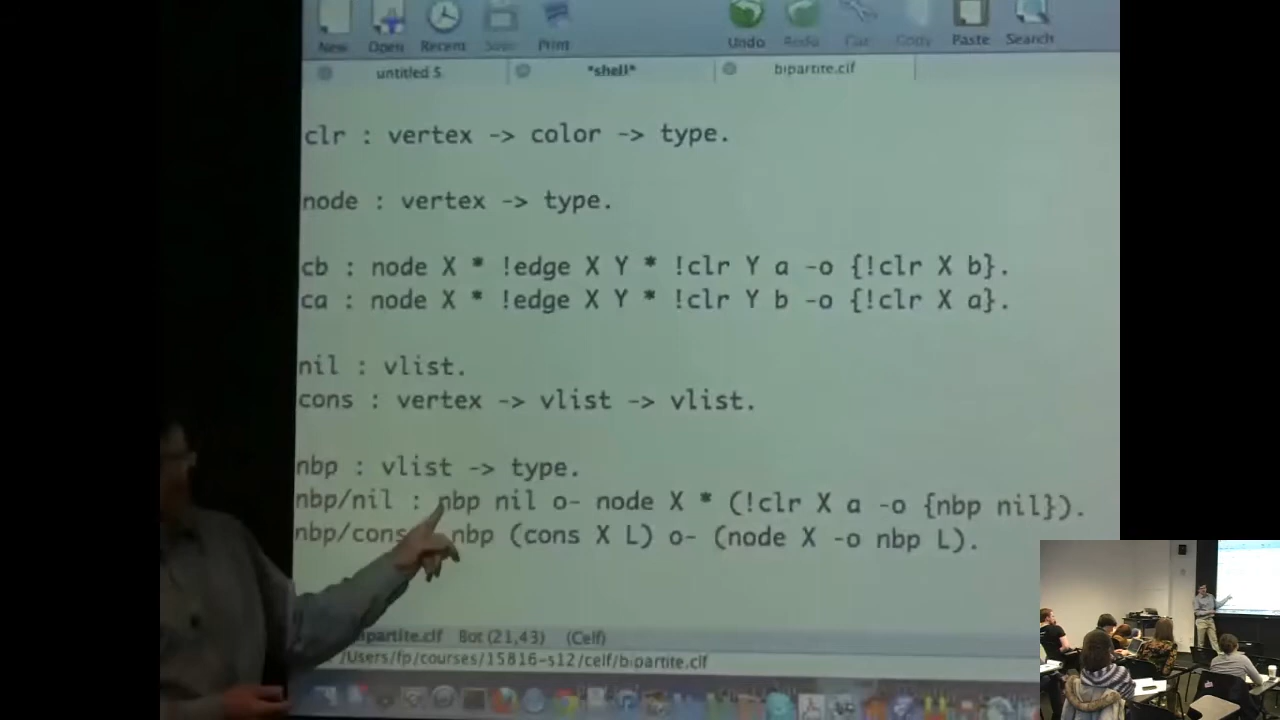 New Open Recent Save Print Undo Redo Cut Copy Paste Search
untitled 5 *shell* bipartite.clf
clr : vertex -> color -> type.
node : vertex -> type.
cb : node X * !edge X Y * !clr Y a -o {!clr X b}.
ca : node X * !edge X Y * !clr Y b -o {!clr X a}.
nil : vlist.
cons : vertex -> vlist -> vlist.
nbp : vlist -> type.
nbp/nil : nbp nil o- node X * (!clr X a -o {nbp nil}).
nbp/cons nbp (cons X L) o- (node X -o nbp L).
bipartite.clf Bot (21,43) (Celf)
/Users/fp/courses/15816-s12/celf/bipartite.clf